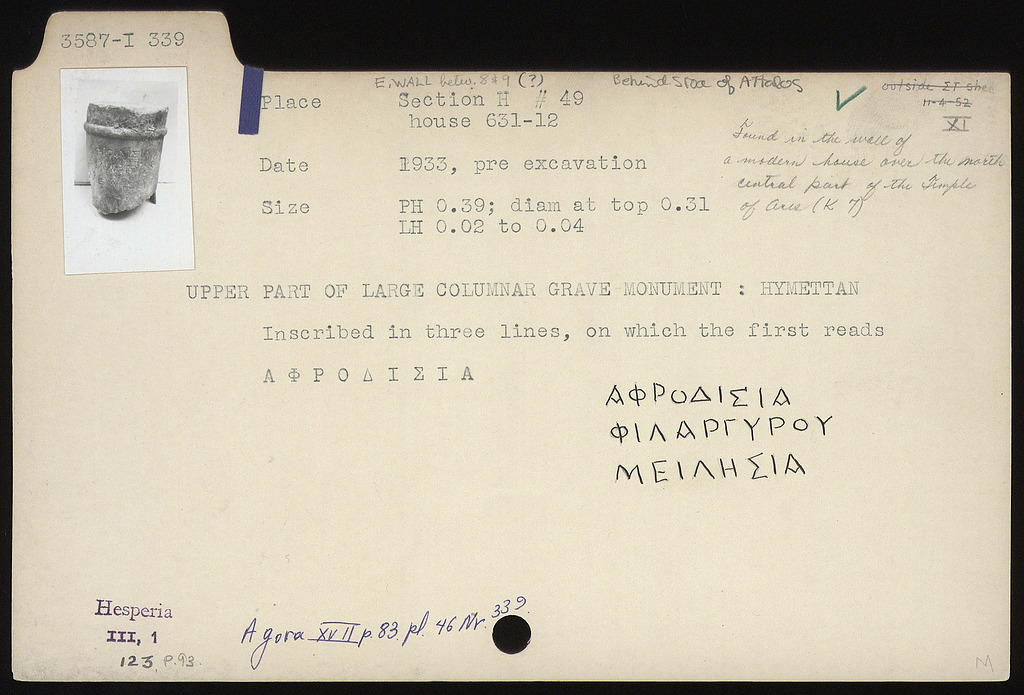 3587-I 339
E. WALL betw. 8 & 9 (?)
Behind Stoa of Attalos
outside ΣΤ she
11-4-52
XI
Place Section H # 49
house 631-12
Found in the wall of
a modern house over the north
central part of the Temple
of Ares (K 7)
Date 1933, pre excavation
Size PH 0.39; diam at top 0.31
LH 0.02 to 0.04
UPPER PART OF LARGE COLUMNAR GRAVE MONUMENT : HYMETTAN
Inscribed in three lines, on which the first reads
Α Φ Ρ Ο Δ Ι Σ Ι Α
ΑΦΡΟΔΙΣΙΑ
ΦΙΛΑΡΓΥΡΟΥ
ΜΕΙΛΗΣΙΑ
Hesperia
III, 1
123, P.93.
Agora XVII p. 83. pl. 46 Nr. 339.
M